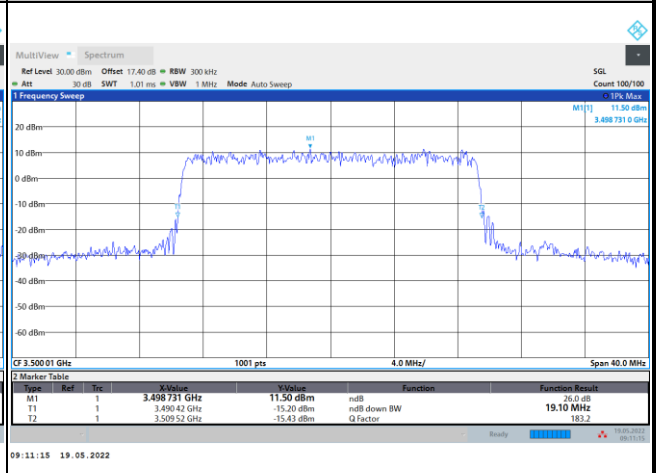 MultiView Spectrum
Ref Level 30.00 dBm Offset 17.40 dB RBW 300 kHz SGL
Att 30 dB SWT 1.01 ms VBW 1 MHz Mode Auto Sweep Count 100/100
1 Frequency Sweep 1Pk Max
M1[1] 11.50 dBm
3.498 731 0 GHz
M1
20 dBm
10 dBm
0 dBm
-10 dBm
T1 T2
-20 dBm
-30 dBm
-40 dBm
-50 dBm
-60 dBm
CF 3.500 01 GHz 1001 pts 4.0 MHz/ Span 40.0 MHz
2 Marker Table
Type Ref Trc X-Value Y-Value Function Function Result
M1 1 3.498 731 GHz 11.50 dBm ndB 26.0 dB
T1 1 3.490 42 GHz -15.20 dBm ndB down BW 19.10 MHz
T2 1 3.509 52 GHz -15.43 dBm Q Factor 183.2
Ready 19.05.2022
09:11:15
09:11:15 19.05.2022